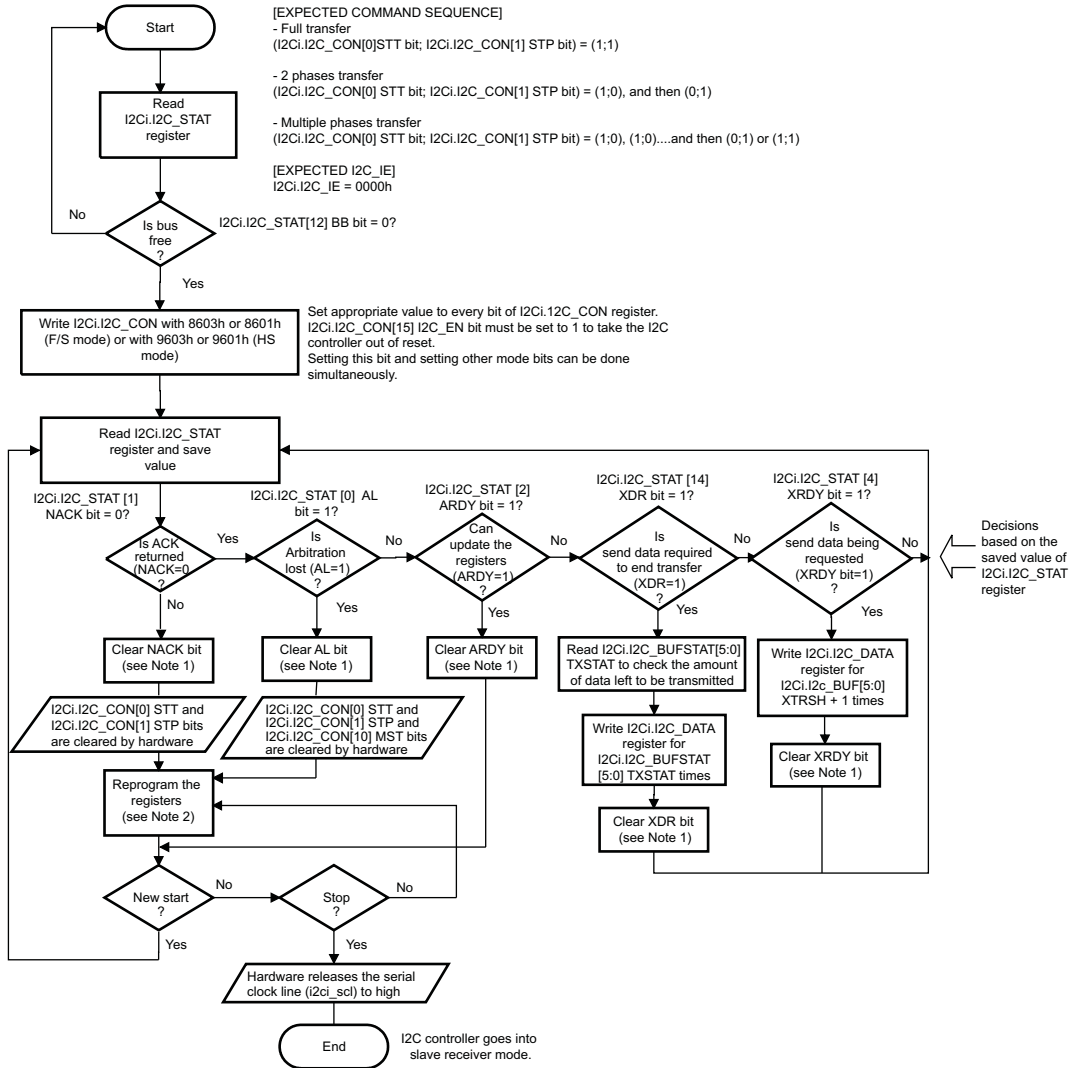 Start
[EXPECTED COMMAND SEQUENCE]
- Full transfer
(I2Ci.I2C_CON[0]STT bit; I2Ci.I2C_CON[1] STP bit) = (1;1)
- 2 phases transfer
(I2Ci.I2C_CON[0] STT bit; I2Ci.I2C_CON[1] STP bit) = (1;0), and then (0;1)
- Multiple phases transfer
(I2Ci.I2C_CON[0] STT bit; I2Ci.I2C_CON[1] STP bit) = (1;0), (1;0)....and then (0;1) or (1;1)
[EXPECTED I2C_IE]
I2Ci.I2C_IE = 0000h
Read
I2Ci.I2C_STAT
register
No
Is bus
free
?
I2Ci.I2C_STAT[12] BB bit = 0?
Yes
Write I2Ci.I2C_CON with 8603h or 8601h
(F/S mode) or with 9603h or 9601h (HS
mode)
Set appropriate value to every bit of I2Ci.12C_CON register.
I2Ci.I2C_CON[15] I2C_EN bit must be set to 1 to take the I2C
controller out of reset.
Setting this bit and setting other mode bits can be done
simultaneously.
Read I2Ci.I2C_STAT
register and save
value
I2Ci.I2C_STAT [1]
NACK bit = 0?
Is ACK
returned
(NACK=0
?
Yes
No
I2Ci.I2C_STAT [0] AL
bit = 1?
Is
Arbitration
lost (AL=1)
?
No
Yes
I2Ci.I2C_STAT [2]
ARDY bit = 1?
Can
update the
registers
(ARDY=1)
?
No
Yes
I2Ci.I2C_STAT [14]
XDR bit = 1?
Is
send data required
to end transfer
(XDR=1)
?
No
Yes
I2Ci.I2C_STAT [4]
XRDY bit = 1?
Is
send data being
requested
(XRDY bit=1)
?
No
Yes
Decisions
based on the
saved value of
I2Ci.I2C_STAT
register
Clear NACK bit
(see Note 1)
Clear AL bit
(see Note 1)
Clear ARDY bit
(see Note 1)
Read I2Ci.I2C_BUFSTAT[5:0]
TXSTAT to check the amount
of data left to be transmitted
Write I2Ci.I2C_DATA
register for
I2Ci.I2c_BUF[5:0]
XTRSH + 1 times
I2Ci.I2C_CON[0] STT and
I2Ci.I2C_CON[1] STP bits
are cleared by hardware
I2Ci.I2C_CON[0] STT and
I2Ci.I2C_CON[1] STP and
I2Ci.I2C_CON[10] MST bits
are cleared by hardware
Write I2Ci.I2C_DATA
register for
I2Ci.I2C_BUFSTAT
[5:0] TXSTAT times
Clear XRDY bit
(see Note 1)
Reprogram the
registers
(see Note 2)
Clear XDR bit
(see Note 1)
New start
?
No
Yes
Stop
?
No
Yes
Hardware releases the serial
clock line (i2ci_scl) to high
End
I2C controller goes into
slave receiver mode.